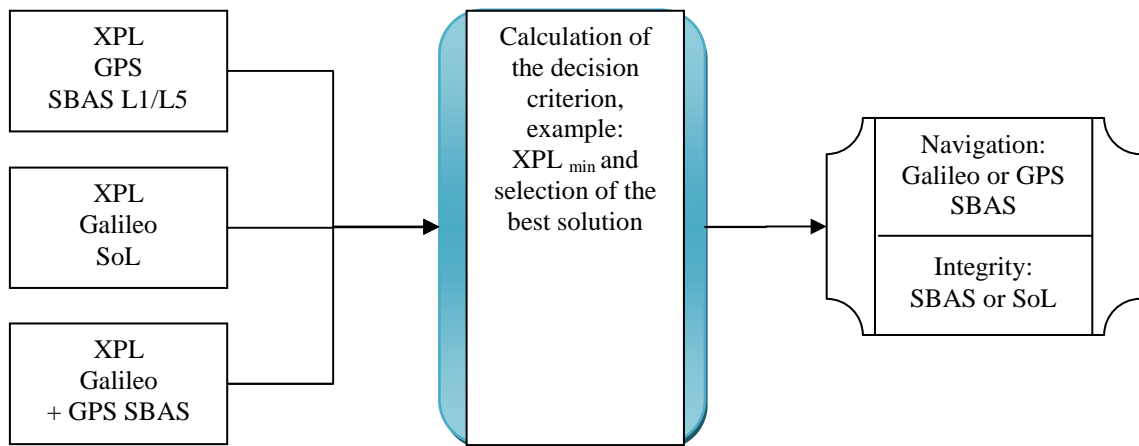 XPL
GPS
SBAS L1/L5
XPL
Galileo
SoL
XPL
Galileo
+ GPS SBAS
Calculation of
the decision
criterion,
example:
XPL min and
selection of the
best solution
Navigation:
Galileo or GPS
SBAS
Integrity:
SBAS or SoL